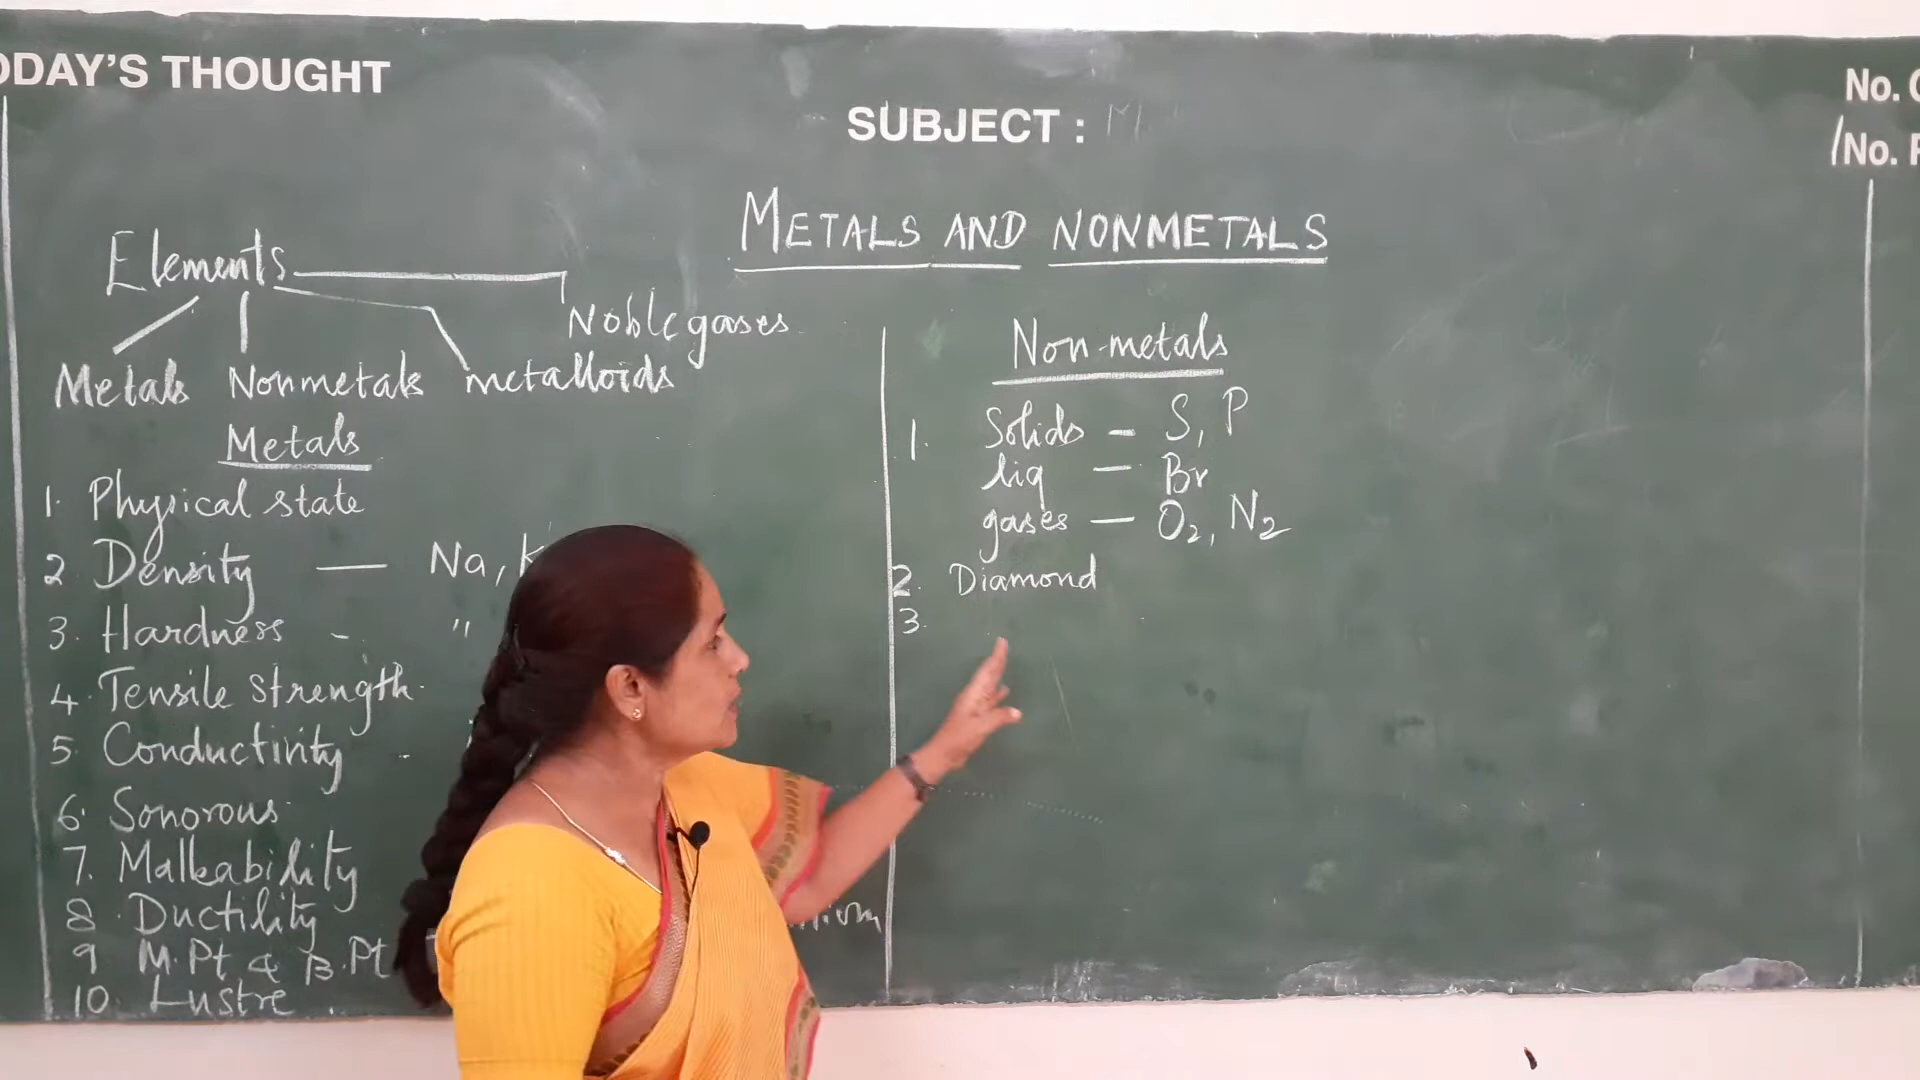 ODAY'S THOUGHT
SUBJECT : M
No.
No.
METALS AND NONMETALS
Elements
Noble gases
Metals Nonmetals metalloids
Metals
1. Physical state
2 Density — Na, K
3. Hardness - "
4. Tensile strength.
5 Conductivity -
6. Sonorous
7. Malleability
8. Ductility
9 M.Pt & B.Pt
10. Lustre
Non-metals
1. Solids - S, P
liq — Br
gases — O₂, N₂
2. Diamond
3.